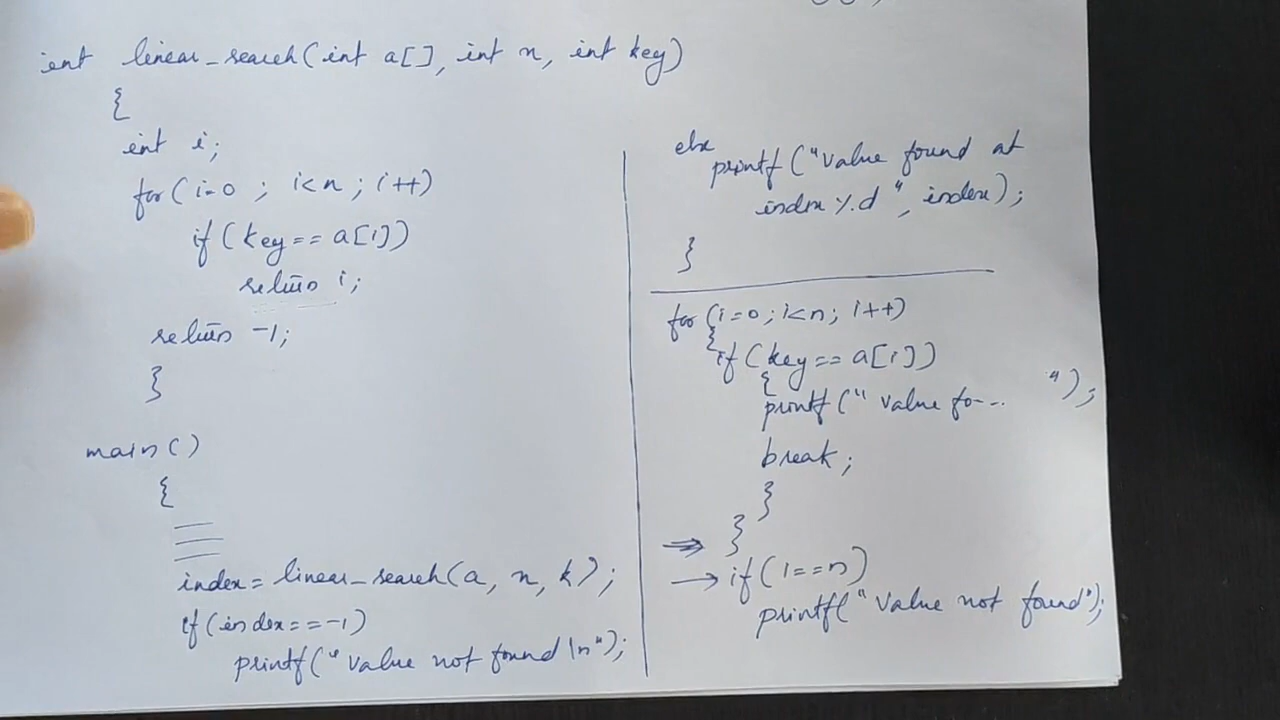 int linear_search(int a[], int n, int key)
{
int i;
for(i=0 ; i<n ; i++)
if(key== a[i])
return i;
return -1;
}
main()
{
index= linear_search(a, n, k);
if(index==-1)
printf("value not found \n");
else
printf("value found at
index %d", index);
}
for(i=0;i<n; i++)
{
if(key== a[i])
{
printf("value fo--.. ");
break;
}
⇒ }
→ if(i==n)
printf("Value not found");